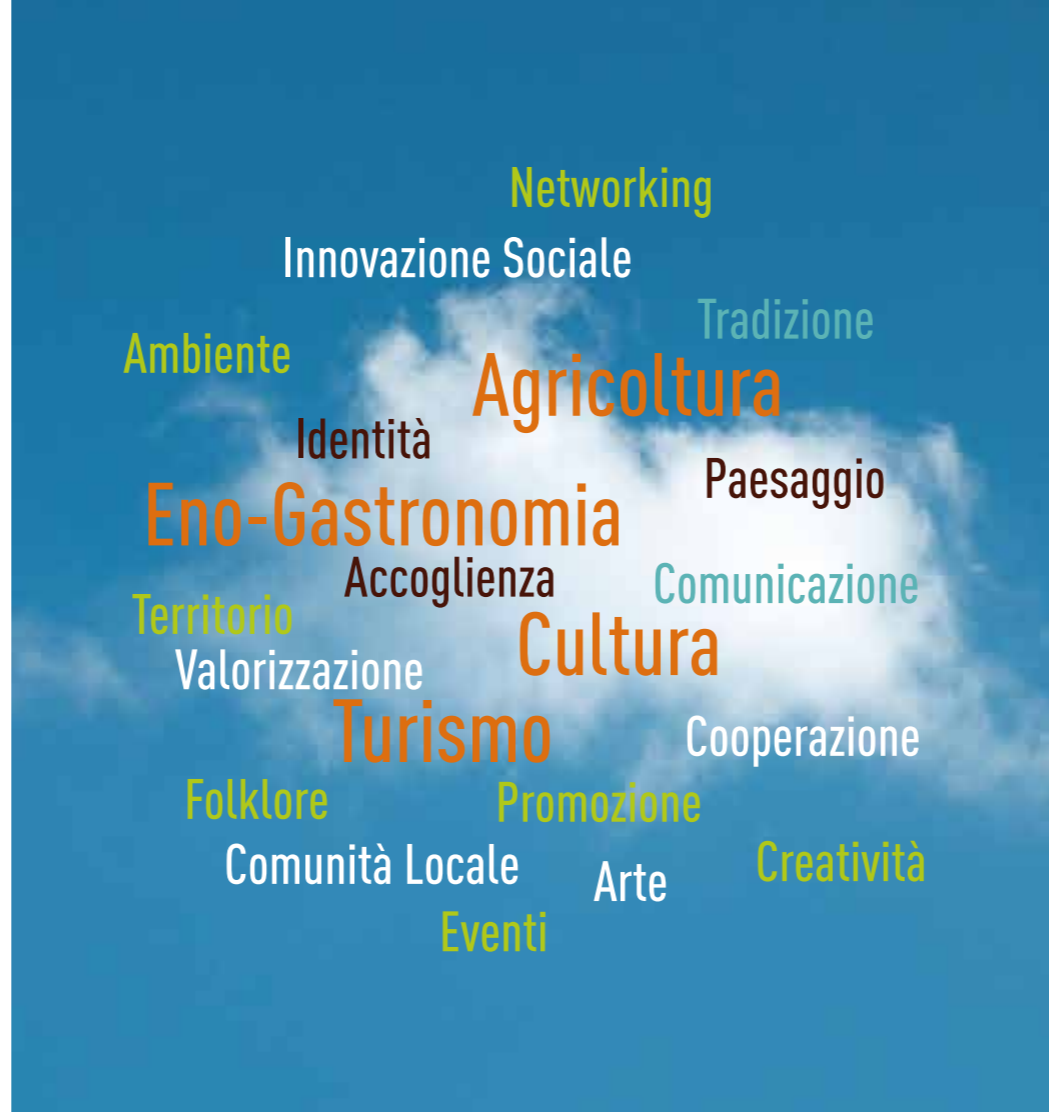 Networking
Innovazione Sociale
Tradizione
Ambiente
Agricoltura
Identità
Paesaggio
Eno-Gastronomia
Accoglienza
Comunicazione
Territorio
Cultura
Valorizzazione
Turismo
Cooperazione
Folklore
Promozione
Comunità Locale
Creatività
Arte
Eventi